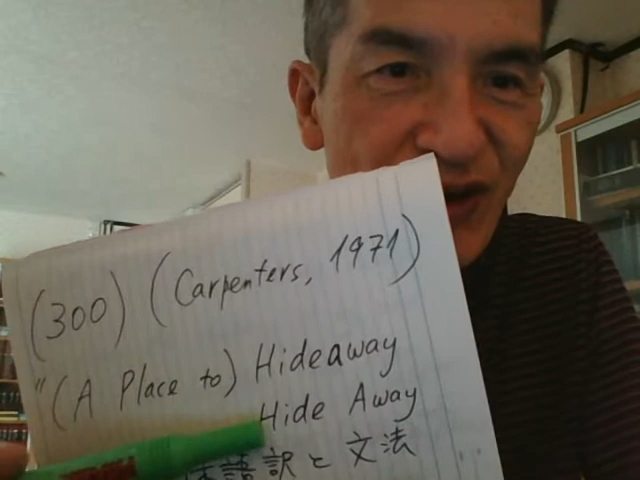 (300) (Carpenters, 1971)
"(A Place to) Hideaway
Hide Away
語訳と文法